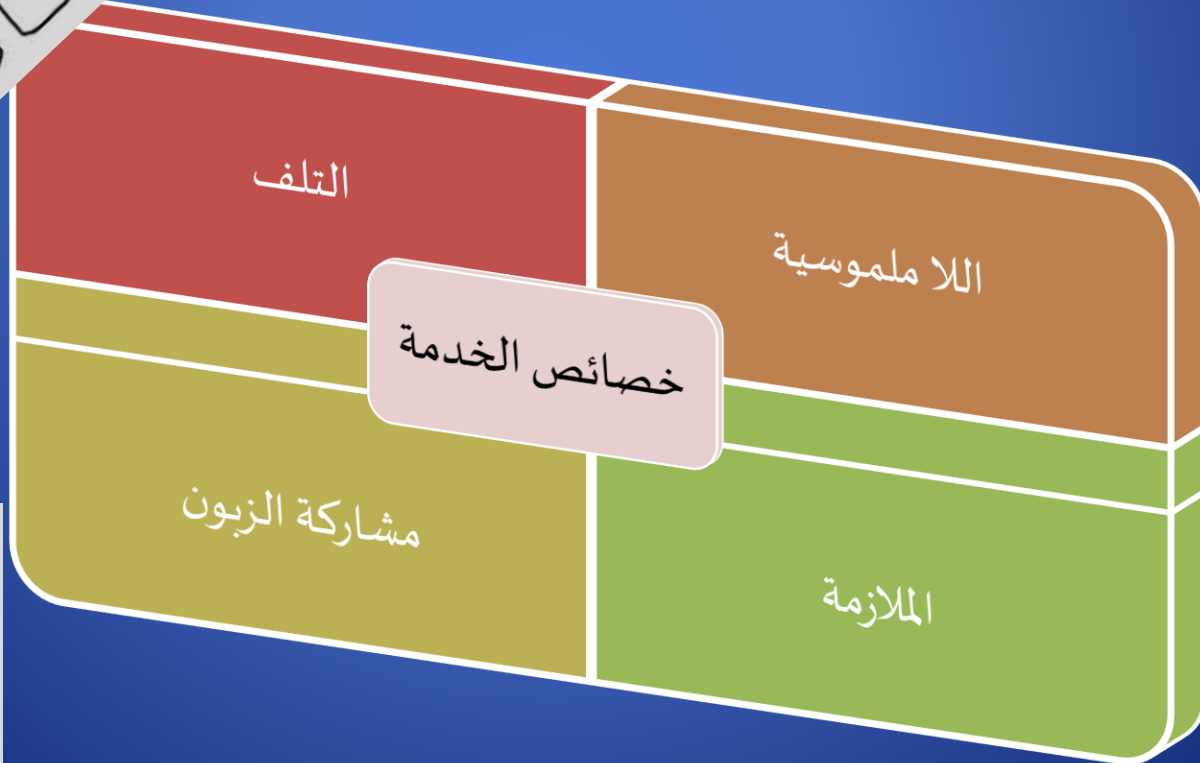 اللا ملموسية
التلف
خصائص الخدمة
الملازمة
مشاركة الزبون